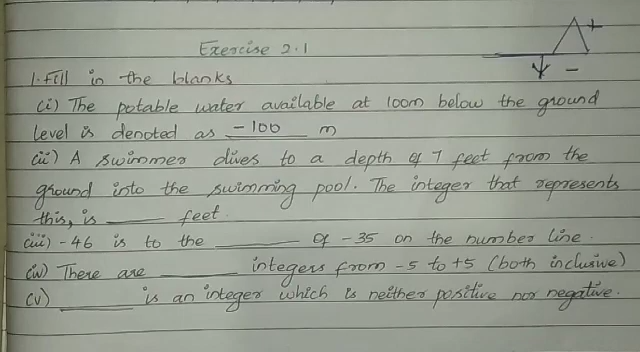 Exercise 2.1
1. Fill in the blanks
(i) The potable water available at 100m below the ground
level is denoted as -100 m
(ii) A swimmer dives to a depth of 7 feet from the
ground into the swimming pool. The integer that represents
this, is ______ feet.
(iii) -46 is to the ______ of -35 on the number line.
(iv) There are ______ integers from -5 to +5 (both inclusive)
(v) ______ is an integer which is neither positive nor negative.
+
-